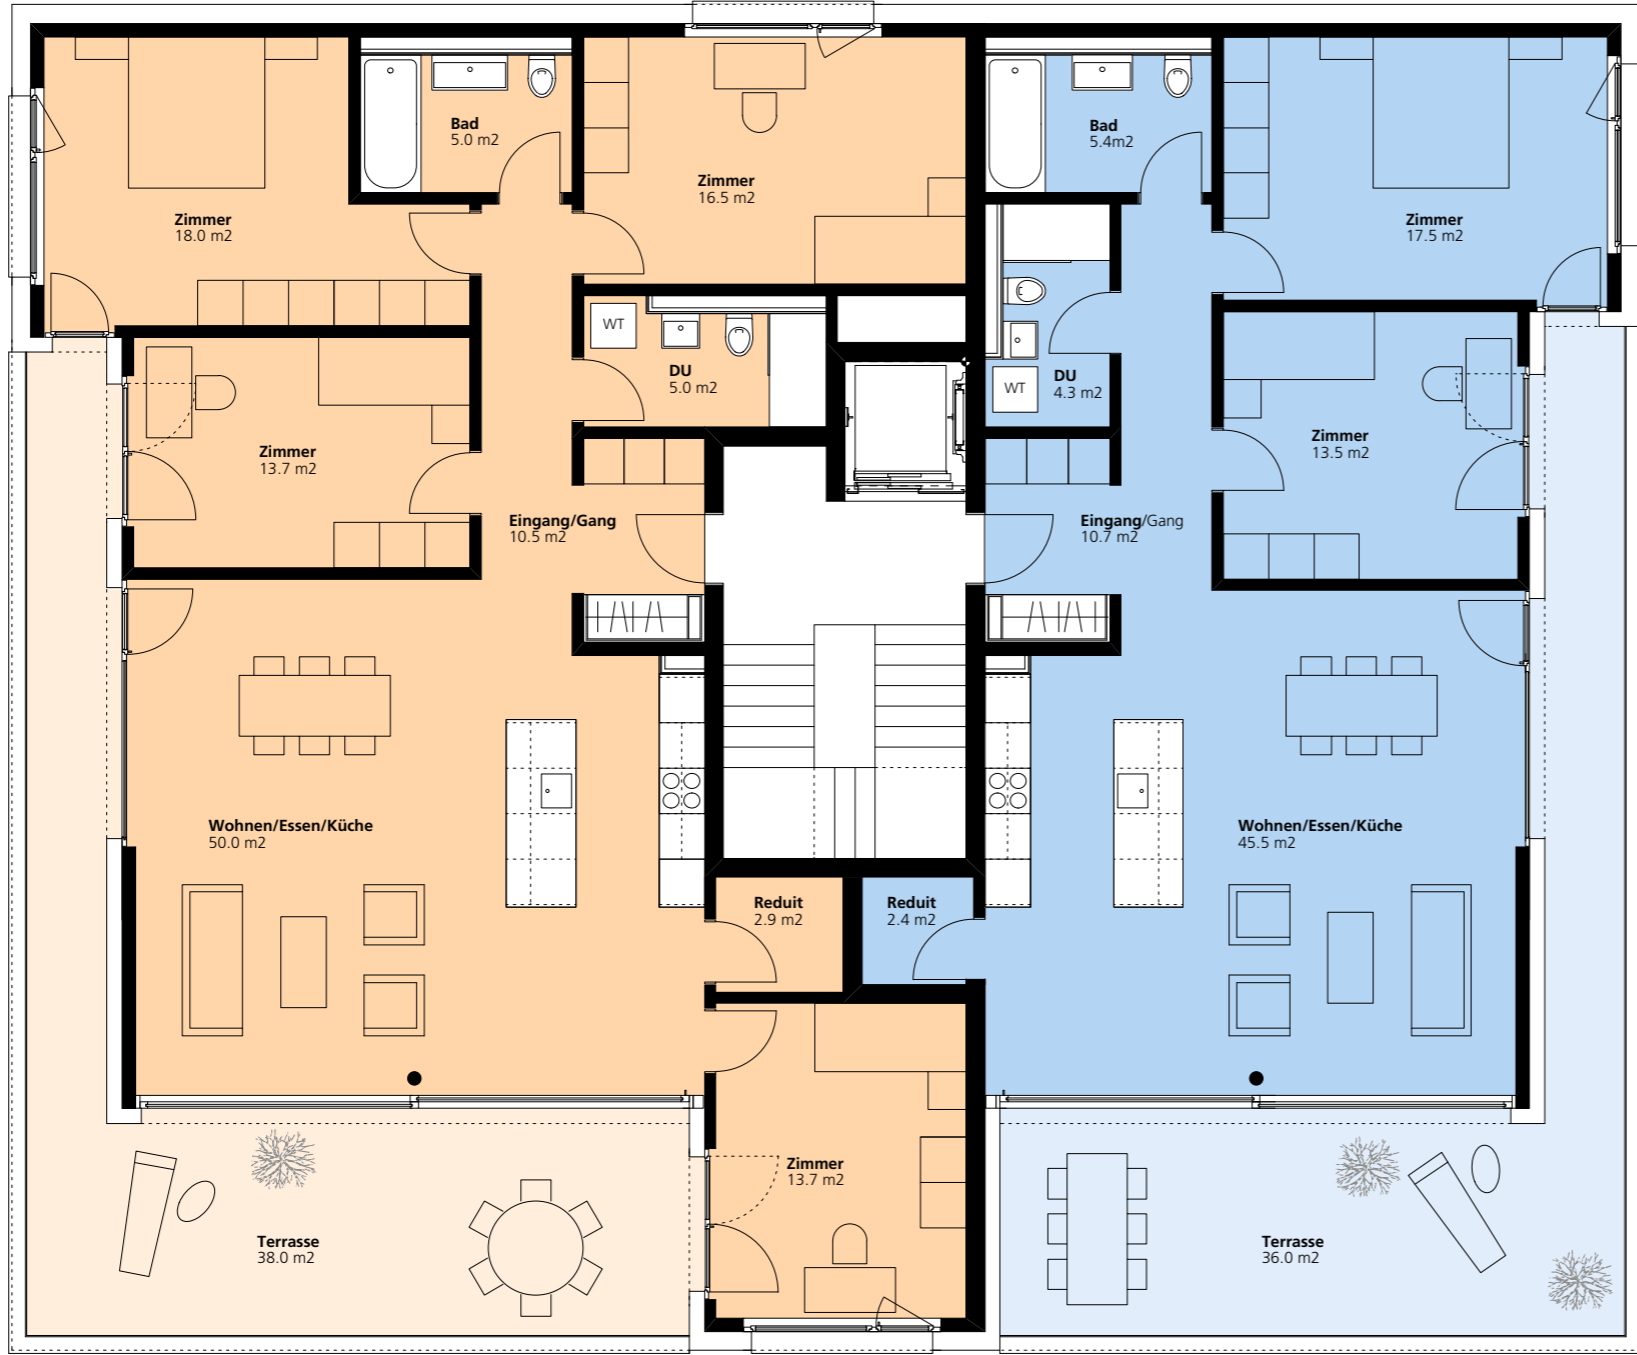 Bad
5.0 m2
Zimmer
18.0 m2
Zimmer
16.5 m2
Bad
5.4m2
Zimmer
17.5 m2
WT
DU
5.0 m2
WT
DU
4.3 m2
Zimmer
13.7 m2
Zimmer
13.5 m2
Eingang/Gang
10.5 m2
Eingang/Gang
10.7 m2
Wohnen/Essen/Küche
50.0 m2
Wohnen/Essen/Küche
45.5 m2
Reduit
2.9 m2
Reduit
2.4 m2
Zimmer
13.7 m2
Terrasse
38.0 m2
Terrasse
36.0 m2